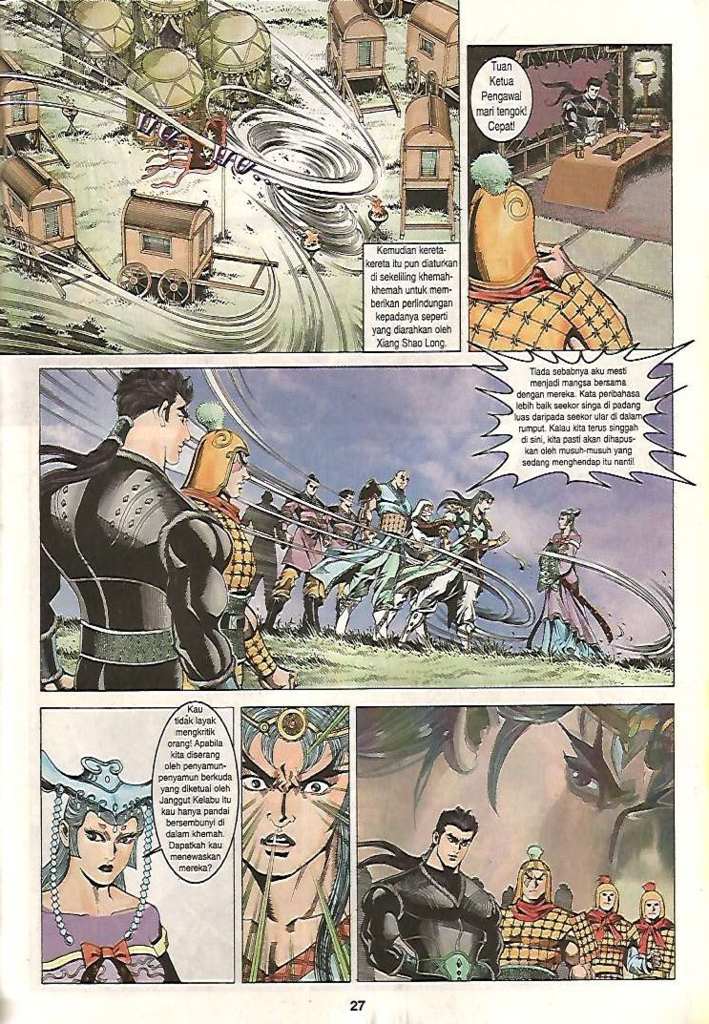 Kemudian kereta-
kereta itu pun diaturkan
di sekeliling khemah-
khemah untuk mem-
berikan perlindungan
kepadanya seperti
yang diarahkan oleh
Xiang Shao Long.
Tuan
Ketua
Pengawal
mari tengok!
Cepat!
Tiada sebabnya aku mesti
menjadi mangsa bersama
dengan mereka. Kata peribahasa
lebih baik seekor singa di padang
luas daripada seekor ular di dalam
rumput. Kalau kita terus singgah
di sini, kita pasti akan dihapus-
kan oleh musuh-musuh yang
sedang menghendap itu nanti!
Kau
tidak layak
mengkritik
orang! Apabila
kita diserang
oleh penyamun-
penyamun berkuda
yang diketuai oleh
Janggut Kelabu itu
kau hanya pandai
bersembunyi di
dalam khemah.
Dapatkah kau
menewaskan
mereka?
27